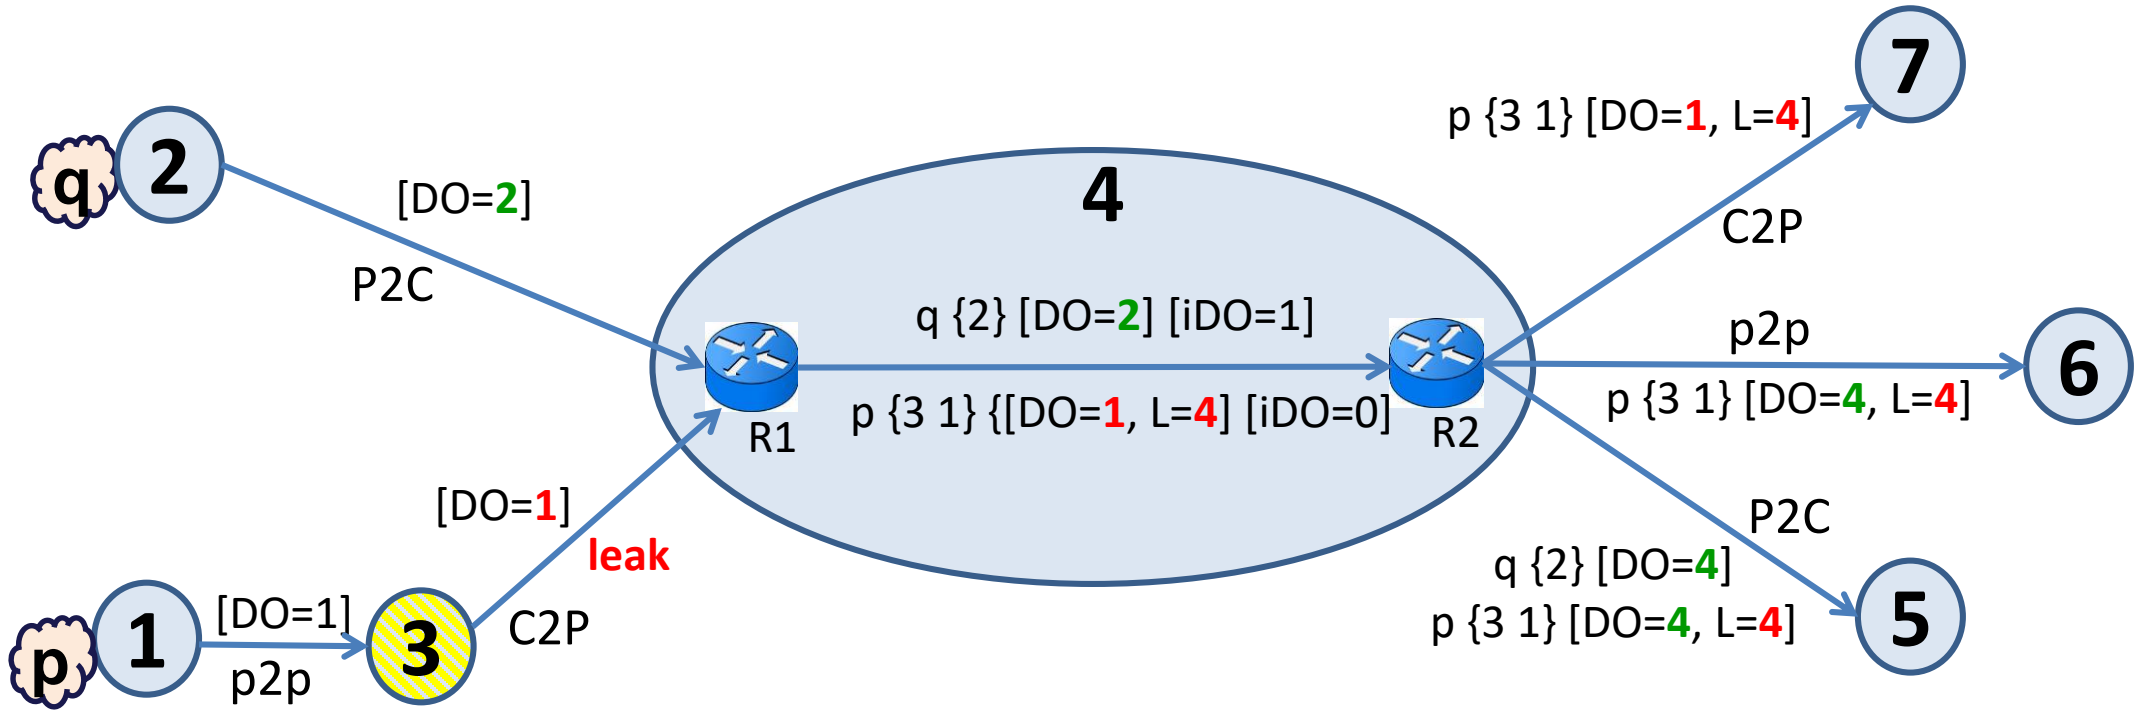 7
p {3 1} [DO=1, L=4]
2
q
4
[DO=2]
C2P
P2C
q {2} [DO=2] [iDO=1]
p2p
6
p {3 1} {[DO=1, L=4] [iDO=0]
p {3 1} [DO=4, L=4]
R1
R2
[DO=1]
P2C
leak
q {2} [DO=4]
5
p {3 1} [DO=4, L=4]
[DO=1]
C2P
1
3
p
p2p